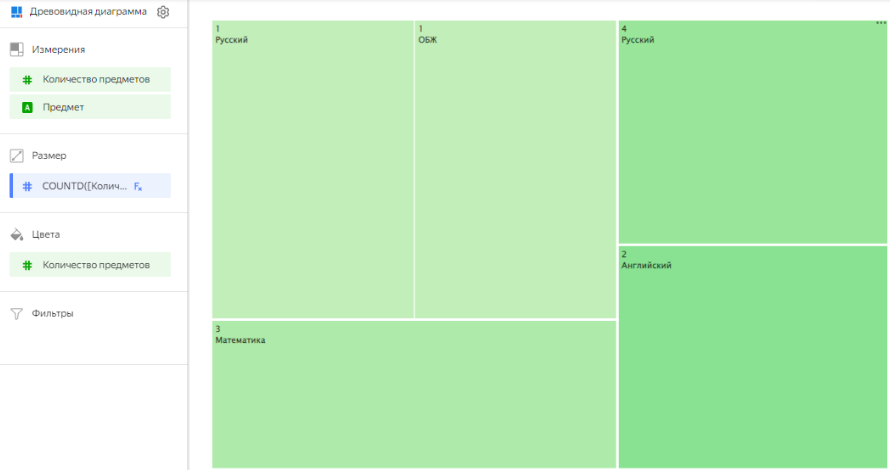 Древовидная диаграмма
Измерения
Количество предметов
Предмет
Размер
COUNTD([Колич...
Цвета
Количество предметов
Фильтры
1
Русский
1
ОБЖ
4
Русский
3
Математика
2
Английский